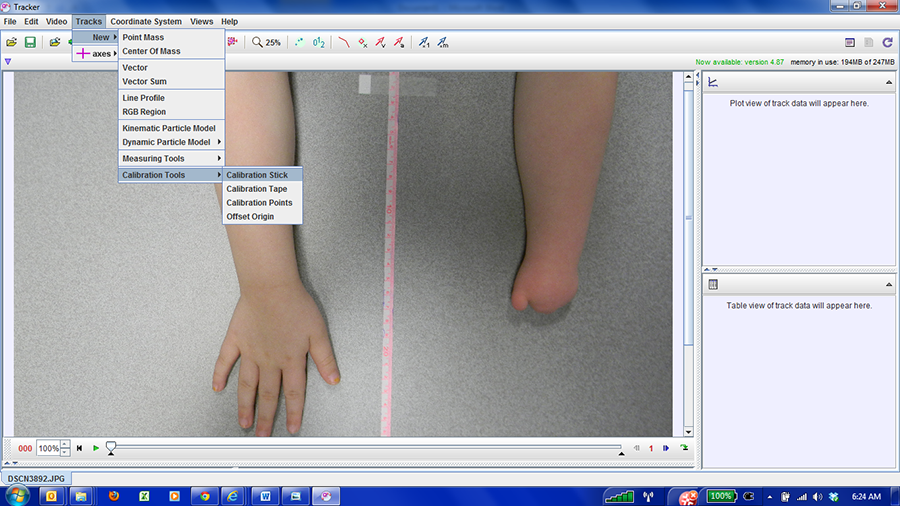 Tracker
File Edit Video Tracks Coordinate System Views Help
New
axes
25%
Point Mass
Center Of Mass
Vector
Vector Sum
Line Profile
RGB Region
Kinematic Particle Model
Dynamic Particle Model
Measuring Tools
Calibration Tools
Calibration Stick
Calibration Tape
Calibration Points
Offset Origin
Now available: version 4.87 memory in use: 194MB of 247MB
Plot view of track data will appear here.
Table view of track data will appear here.
000 100% 1
DSCN3892.JPG
100% 6:24 AM